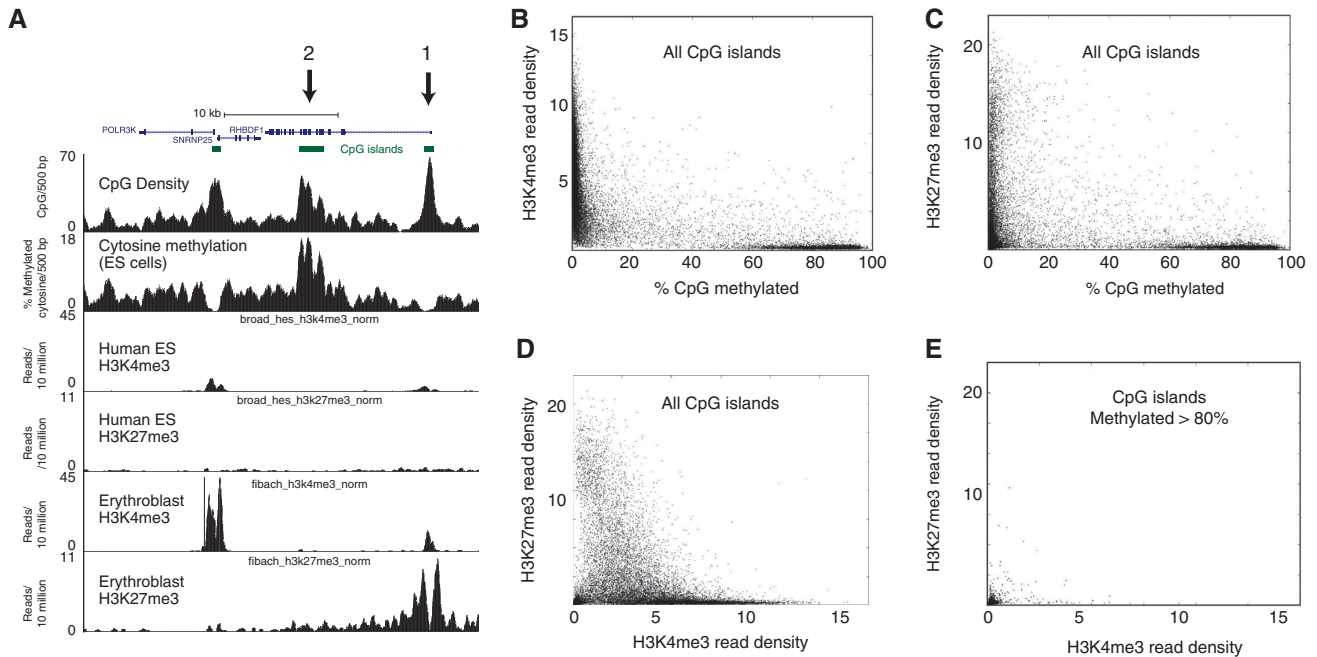 A
2
1
10 kb
POLR3K
SNRNP25
RHBDF1
CpG islands
70
CpG/500 bp
0
CpG Density
18
% Methylated
cytosine/500 bp
0
Cytosine methylation
(ES cells)
broad_hes_h3k4me3_norm
45
Reads/
10 million
0
Human ES
H3K4me3
broad_hes_h3k27me3_norm
11
Reads
/10 million
0
Human ES
H3K27me3
fibach_h3k4me3_norm
45
Reads/
10 million
0
Erythroblast
H3K4me3
fibach_h3k27me3_norm
11
Reads/
10 million
0
Erythroblast
H3K27me3
B
All CpG islands
H3K4me3 read density
15
10
5
0 20 40 60 80 100
% CpG methylated
C
All CpG islands
H3K27me3 read density
20
10
0
0 20 40 60 80 100
% CpG methylated
D
All CpG islands
H3K27me3 read density
20
10
0
0 5 10 15
H3K4me3 read density
E
CpG islands
Methylated > 80%
H3K27me3 read density
20
10
0
0 5 10 15
H3K4me3 read density